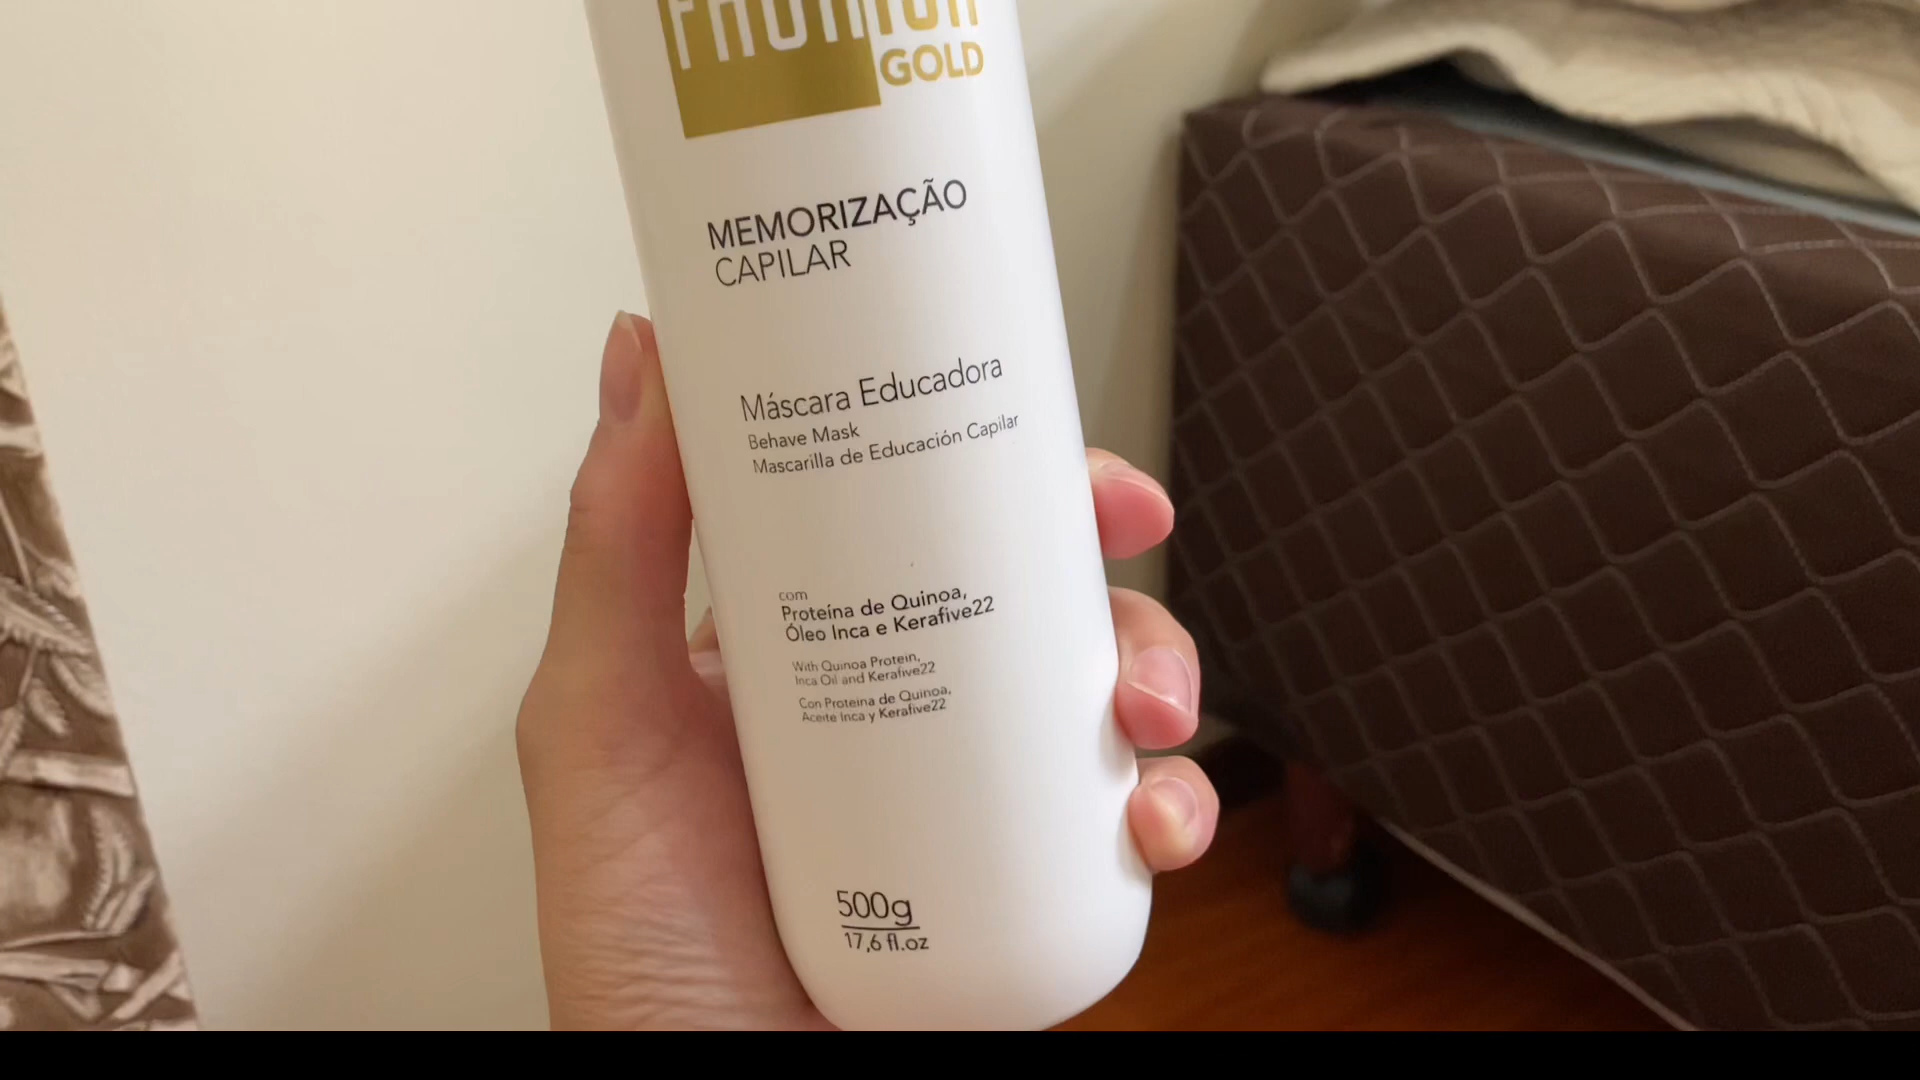 GOLD
MEMORIZAÇÃO
CAPILAR
Máscara Educadora
Behave Mask
Mascarilla de Educación Capilar
com
Proteína de Quinoa,
Óleo Inca e Kerafive22
With Quinoa Protein,
Inca Oil and Kerafive22
Con Proteina de Quinoa,
Aceite Inca y Kerafive22
500g
17,6 fl.oz